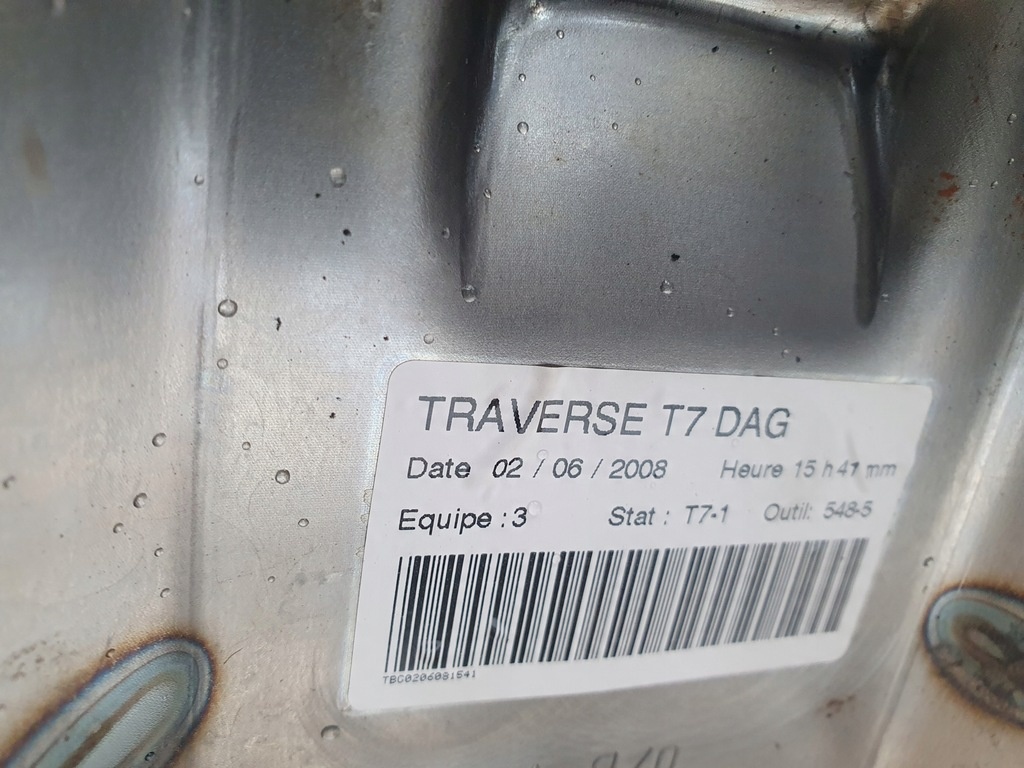 TRAVERSE T7 DAG
Date 02 / 06 / 2008 Heure 15 h 41 mm
Equipe : 3 Stat : T7-1 Outil: 548-5
TBC0206081541